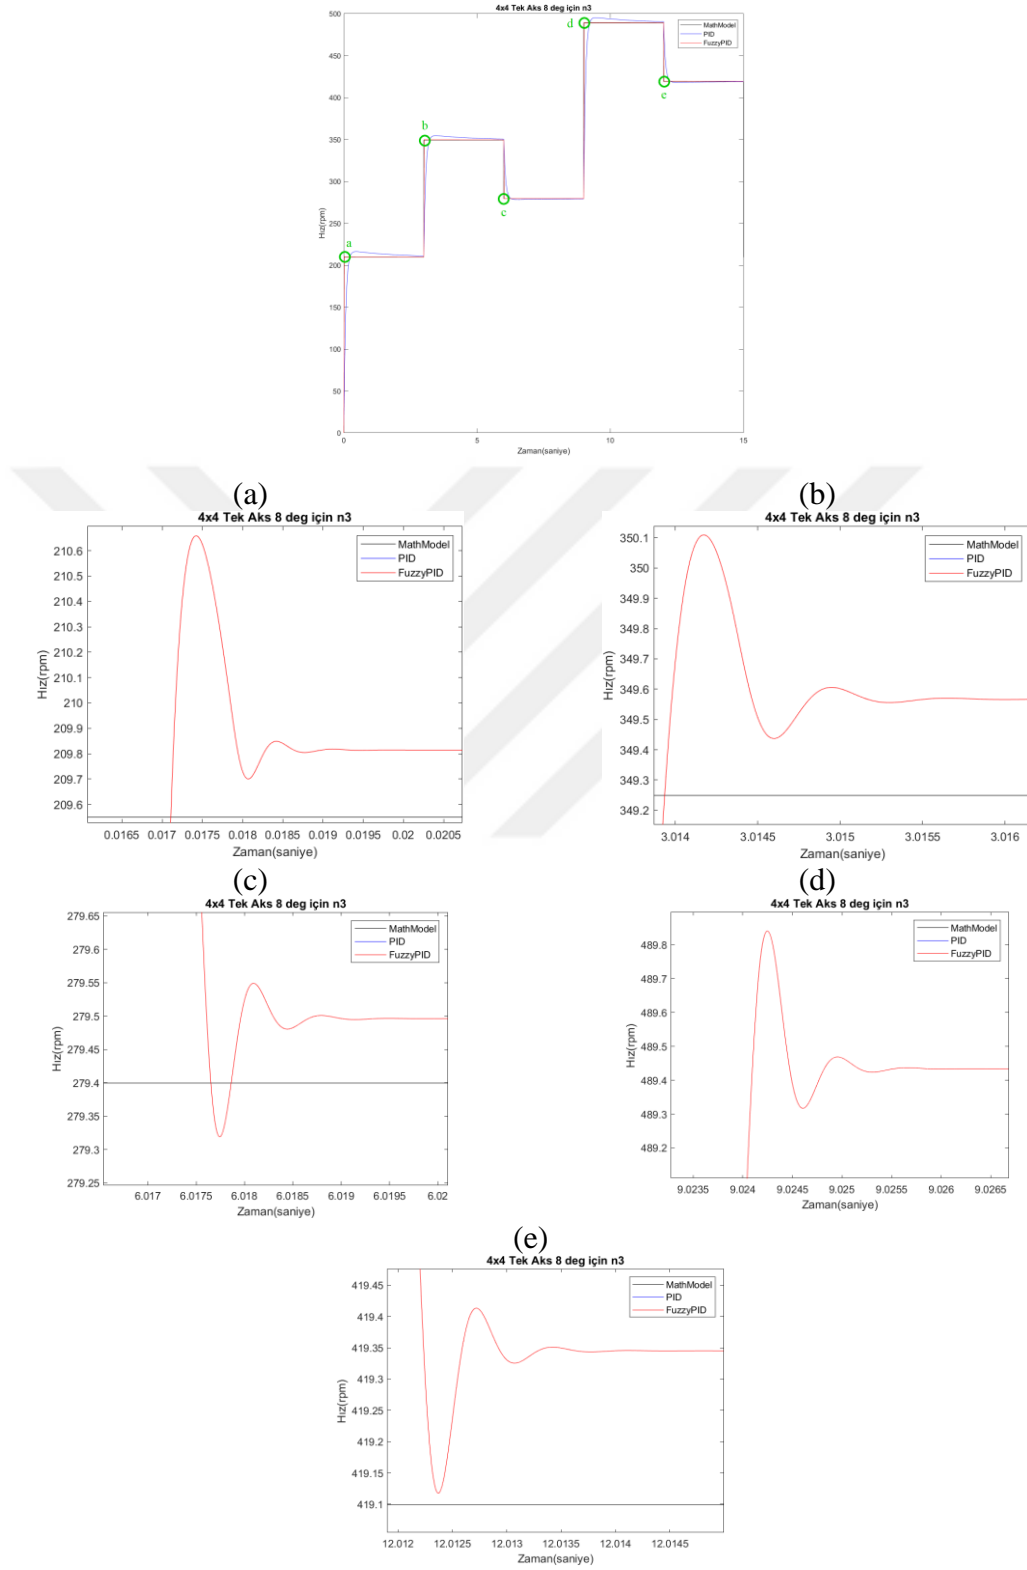 4x4 Tek Aks 8 deg için n3
MathModel
PID
FuzzyPID
500
450
400
350
300
250
200
150
100
50
0
Hız(rpm)
a
b
c
d
e
0
5
10
15
Zaman(saniye)
(a)
4x4 Tek Aks 8 deg için n3
MathModel
PID
FuzzyPID
210.6
210.5
210.4
210.3
210.2
210.1
210
209.9
209.8
209.7
209.6
Hız(rpm)
0.0165
0.017
0.0175
0.018
0.0185
0.019
0.0195
0.02
0.0205
Zaman(saniye)
(b)
4x4 Tek Aks 8 deg için n3
MathModel
PID
FuzzyPID
350.1
350
349.9
349.8
349.7
349.6
349.5
349.4
349.3
349.2
Hız(rpm)
3.014
3.0145
3.015
3.0155
3.016
Zaman(saniye)
(c)
4x4 Tek Aks 8 deg için n3
MathModel
PID
FuzzyPID
279.65
279.6
279.55
279.5
279.45
279.4
279.35
279.3
279.25
Hız(rpm)
6.017
6.0175
6.018
6.0185
6.019
6.0195
6.02
Zaman(saniye)
(d)
4x4 Tek Aks 8 deg için n3
MathModel
PID
FuzzyPID
489.8
489.7
489.6
489.5
489.4
489.3
489.2
Hız(rpm)
9.0235
9.024
9.0245
9.025
9.0255
9.026
9.0265
Zaman(saniye)
(e)
4x4 Tek Aks 8 deg için n3
MathModel
PID
FuzzyPID
419.45
419.4
419.35
419.3
419.25
419.2
419.15
419.1
Hız(rpm)
12.012
12.0125
12.013
12.0135
12.014
12.0145
Zaman(saniye)